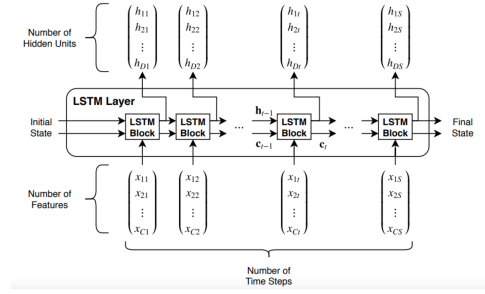 Number of
Hidden Units
h11 h12 h1t h1S
h21 h22 h2t h2S
⋮ ⋮ ⋮ ⋮
hD1 hD2 hDt hDS
LSTM Layer
Initial
State
LSTM
Block
LSTM
Block
...
ht−1
ct−1
LSTM
Block
ct
...
LSTM
Block
Final
State
Number of
Features
x11 x12 x1t x1S
x21 x22 x2t x2S
⋮ ⋮ ⋮ ⋮
xC1 xC2 xCt xCS
Number of
Time Steps